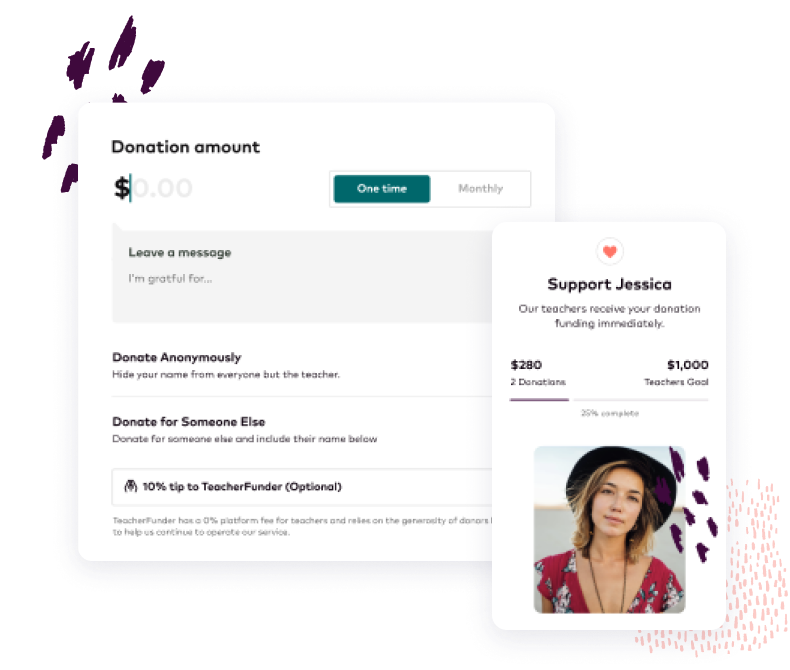 Donation amount
$0.00
One time
Monthly
Leave a message
I'm gratful for...
Donate Anonymously
Hide your name from everyone but the teacher.
Donate for Someone Else
Donate for someone else and include their name below
10% tip to TeacherFunder (Optional)
TeacherFunder has a 0% platform fee for teachers and relies on the generosity of donors
to help us continue to operate our service.
Support Jessica
Our teachers receive your donation
funding immediately.
$280
$1,000
2 Donations
Teachers Goal
25% complete